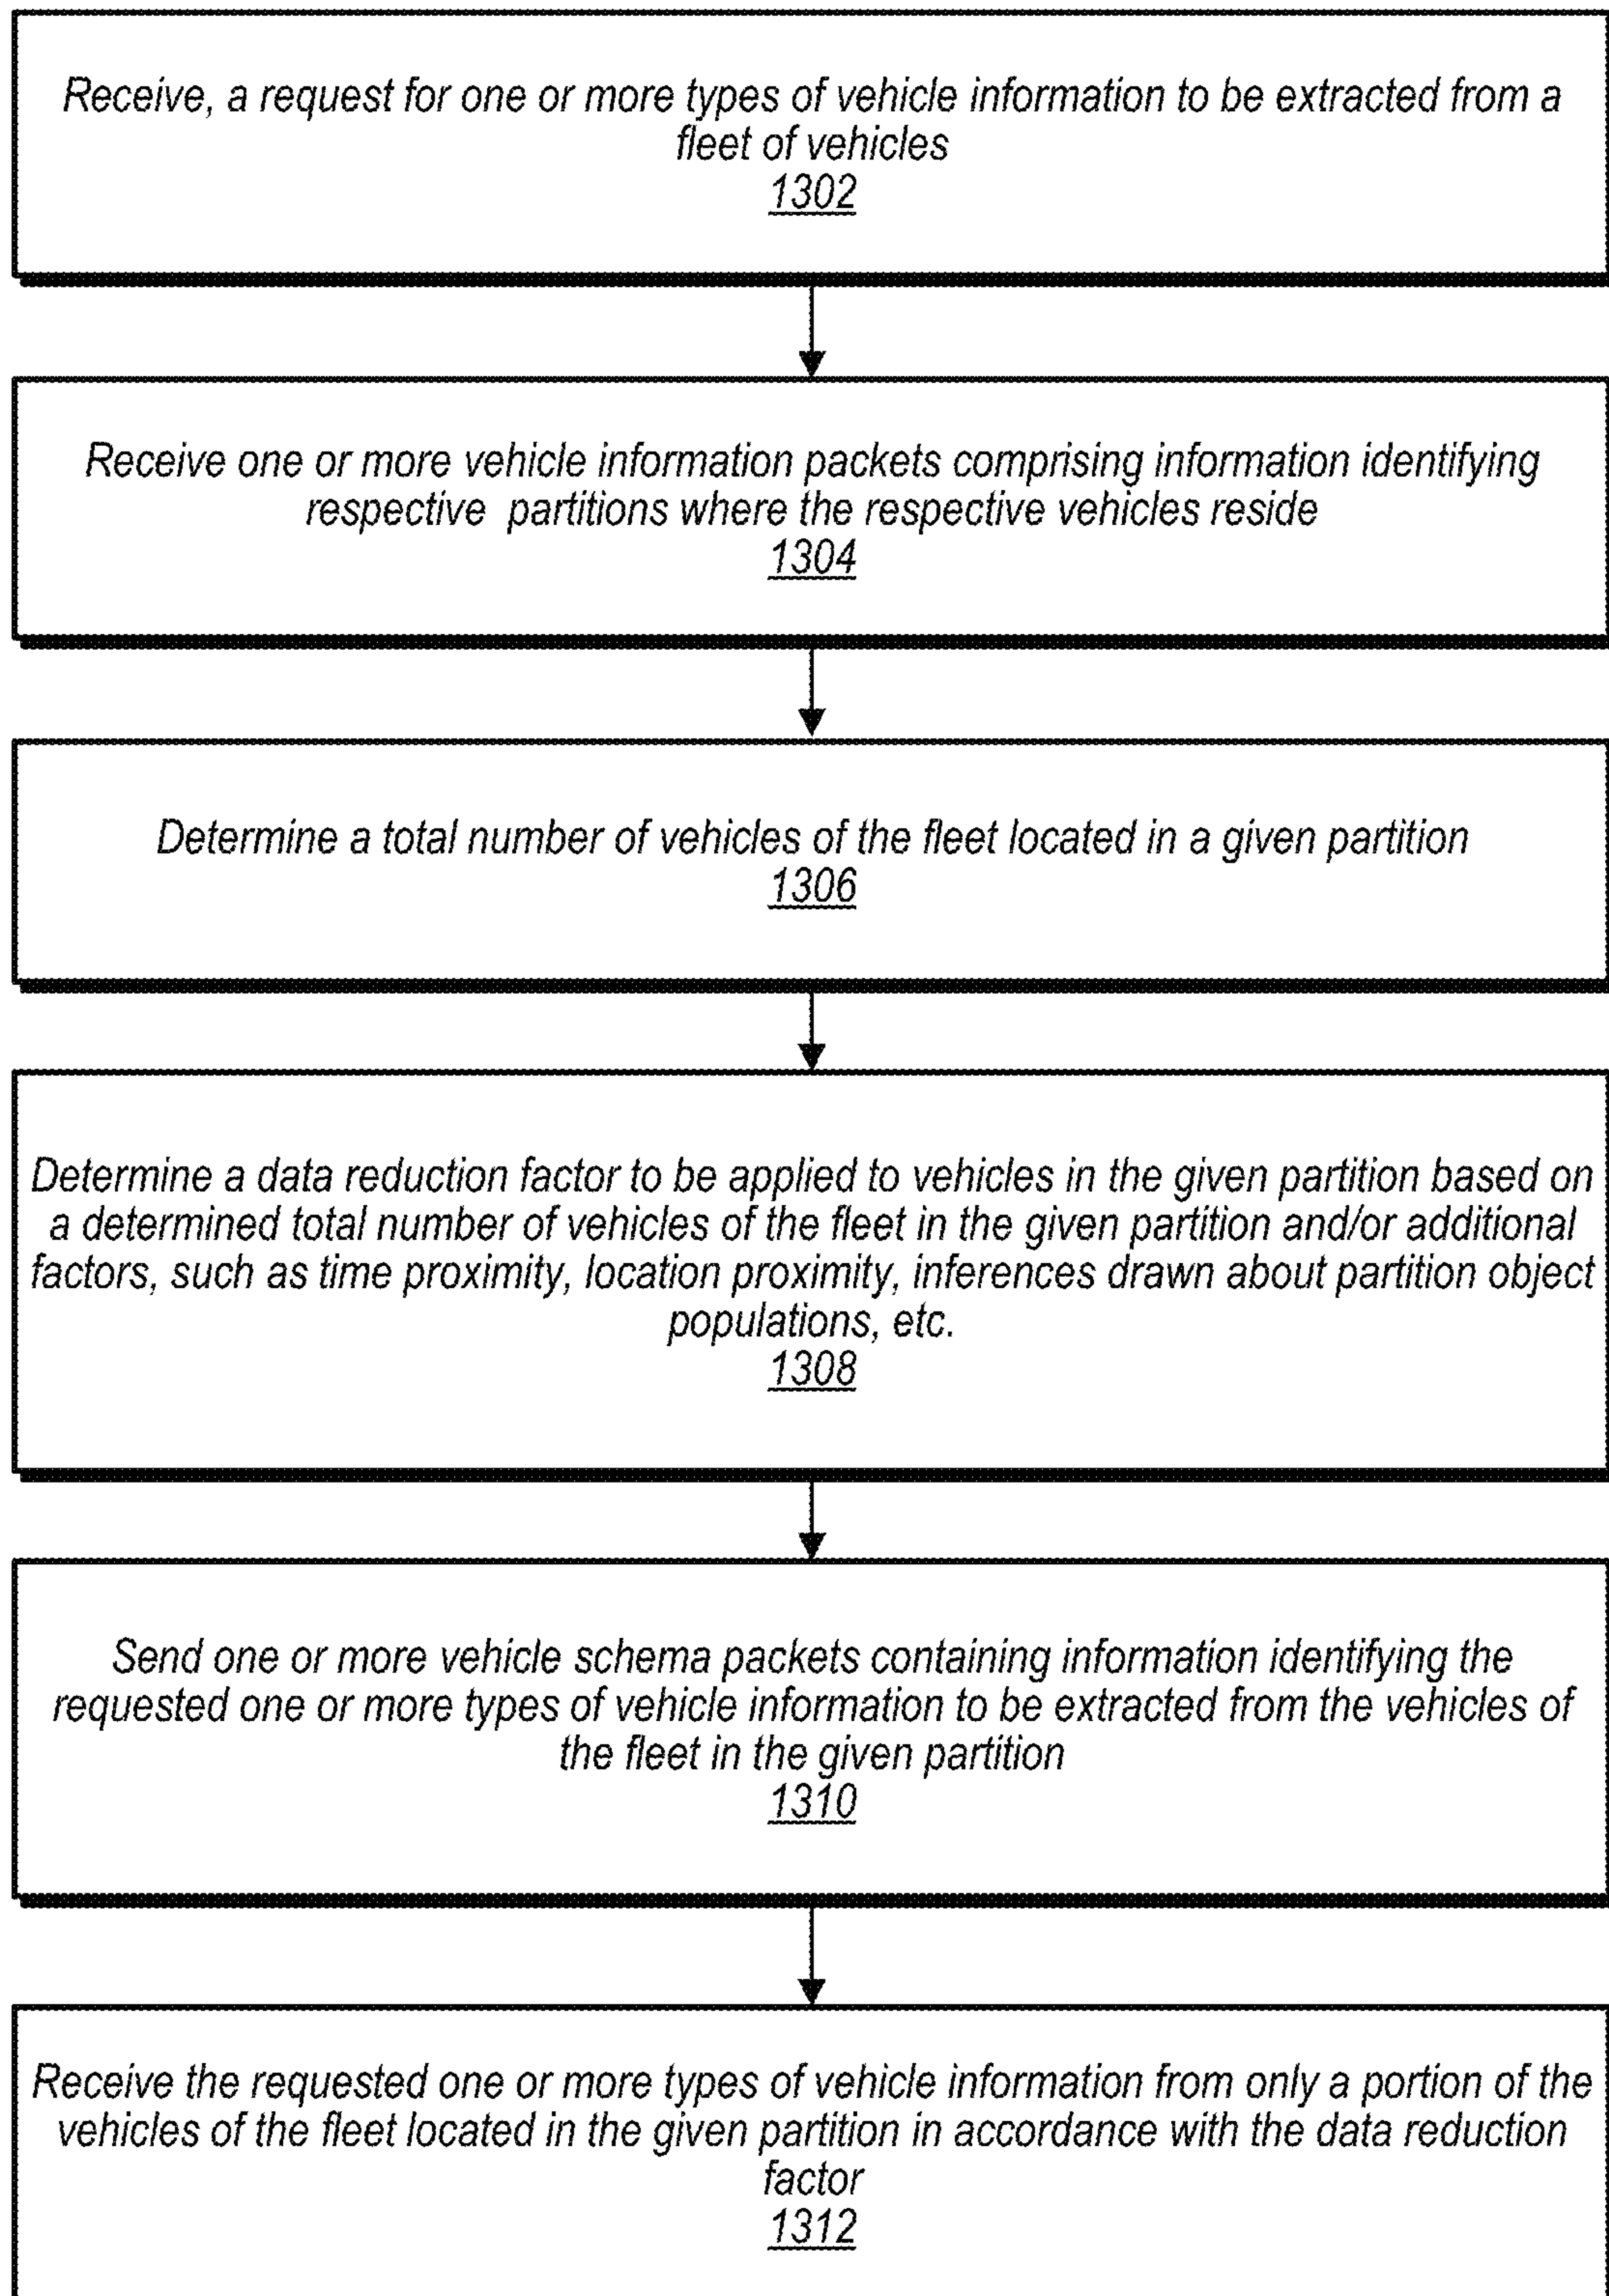 Receive, a request for one or more types of vehicle information to be extracted from a
fleet of vehicles
1302
Receive one or more vehicle information packets comprising information identifying
respective partitions where the respective vehicles reside
1304
Determine a total number of vehicles of the fleet located in a given partition
1306
Determine a data reduction factor to be applied to vehicles in the given partition based on
a determined total number of vehicles of the fleet in the given partition and/or additional
factors, such as time proximity, location proximity, inferences drawn about partition object
populations, etc.
1308
Send one or more vehicle schema packets containing information identifying the
requested one or more types of vehicle information to be extracted from the vehicles of
the fleet in the given partition
1310
Receive the requested one or more types of vehicle information from only a portion of the
vehicles of the fleet located in the given partition in accordance with the data reduction
factor
1312